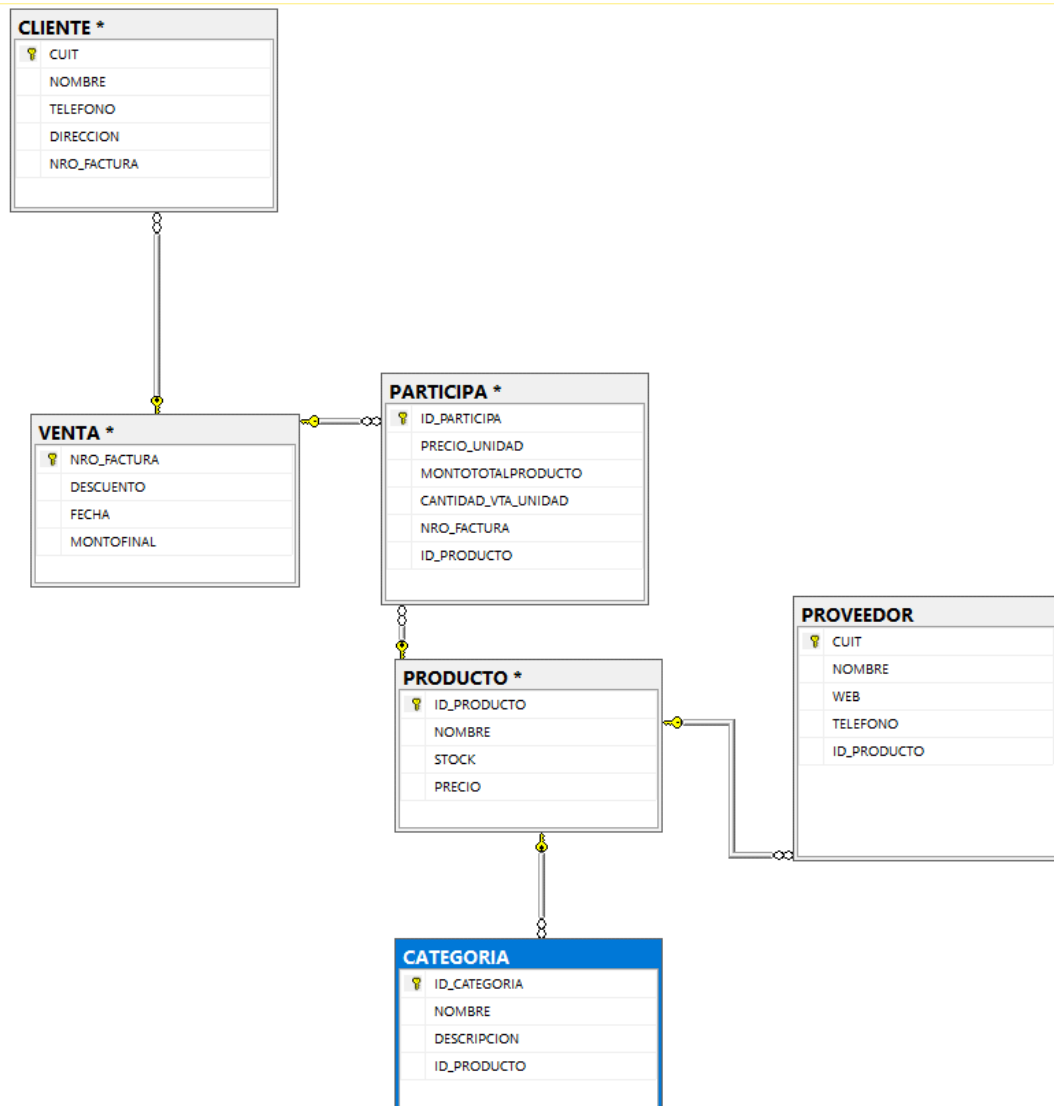 CLIENTE *
CUIT
NOMBRE
TELEFONO
DIRECCION
NRO_FACTURA
VENTA *
NRO_FACTURA
DESCUENTO
FECHA
MONTOFINAL
PARTICIPA *
ID_PARTICIPA
PRECIO_UNIDAD
MONTOTOTALPRODUCTO
CANTIDAD_VTA_UNIDAD
NRO_FACTURA
ID_PRODUCTO
PRODUCTO *
ID_PRODUCTO
NOMBRE
STOCK
PRECIO
PROVEEDOR
CUIT
NOMBRE
WEB
TELEFONO
ID_PRODUCTO
CATEGORIA
ID_CATEGORIA
NOMBRE
DESCRIPCION
ID_PRODUCTO